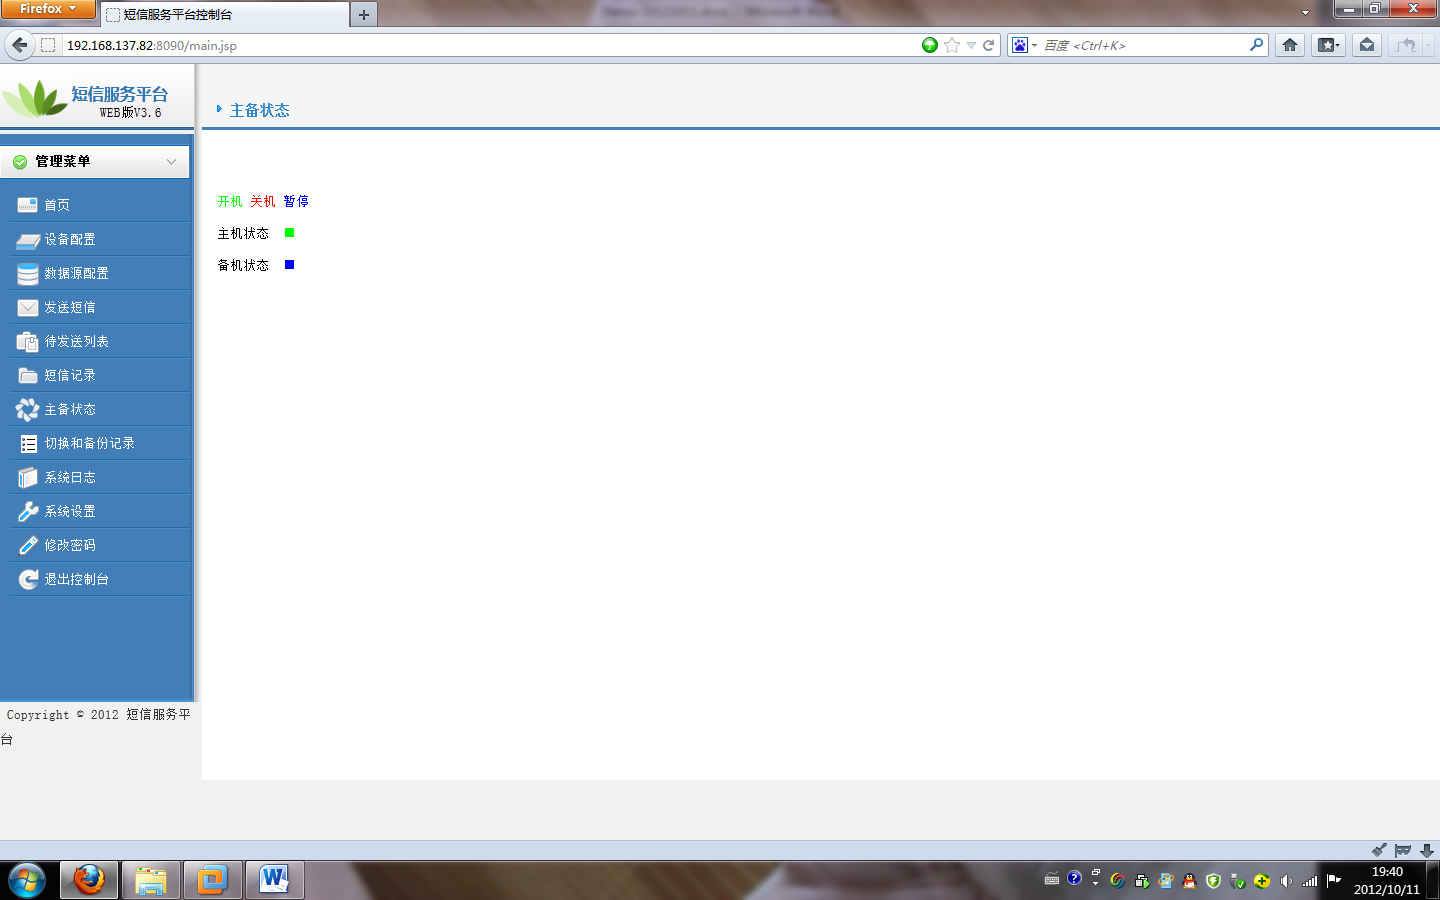 Firefox
短信服务平台控制台
192.168.137.82:8090/main.jsp
百度 <Ctrl+K>
短信服务平台
WEB版V3.6
主备状态
管理菜单
首页
设备配置
数据源配置
发送短信
待发送列表
短信记录
主备状态
切换和备份记录
系统日志
系统设置
修改密码
退出控制台
开机 关机 暂停
主机状态
备机状态
Copyright © 2012 短信服务平
台
19:40
2012/10/11